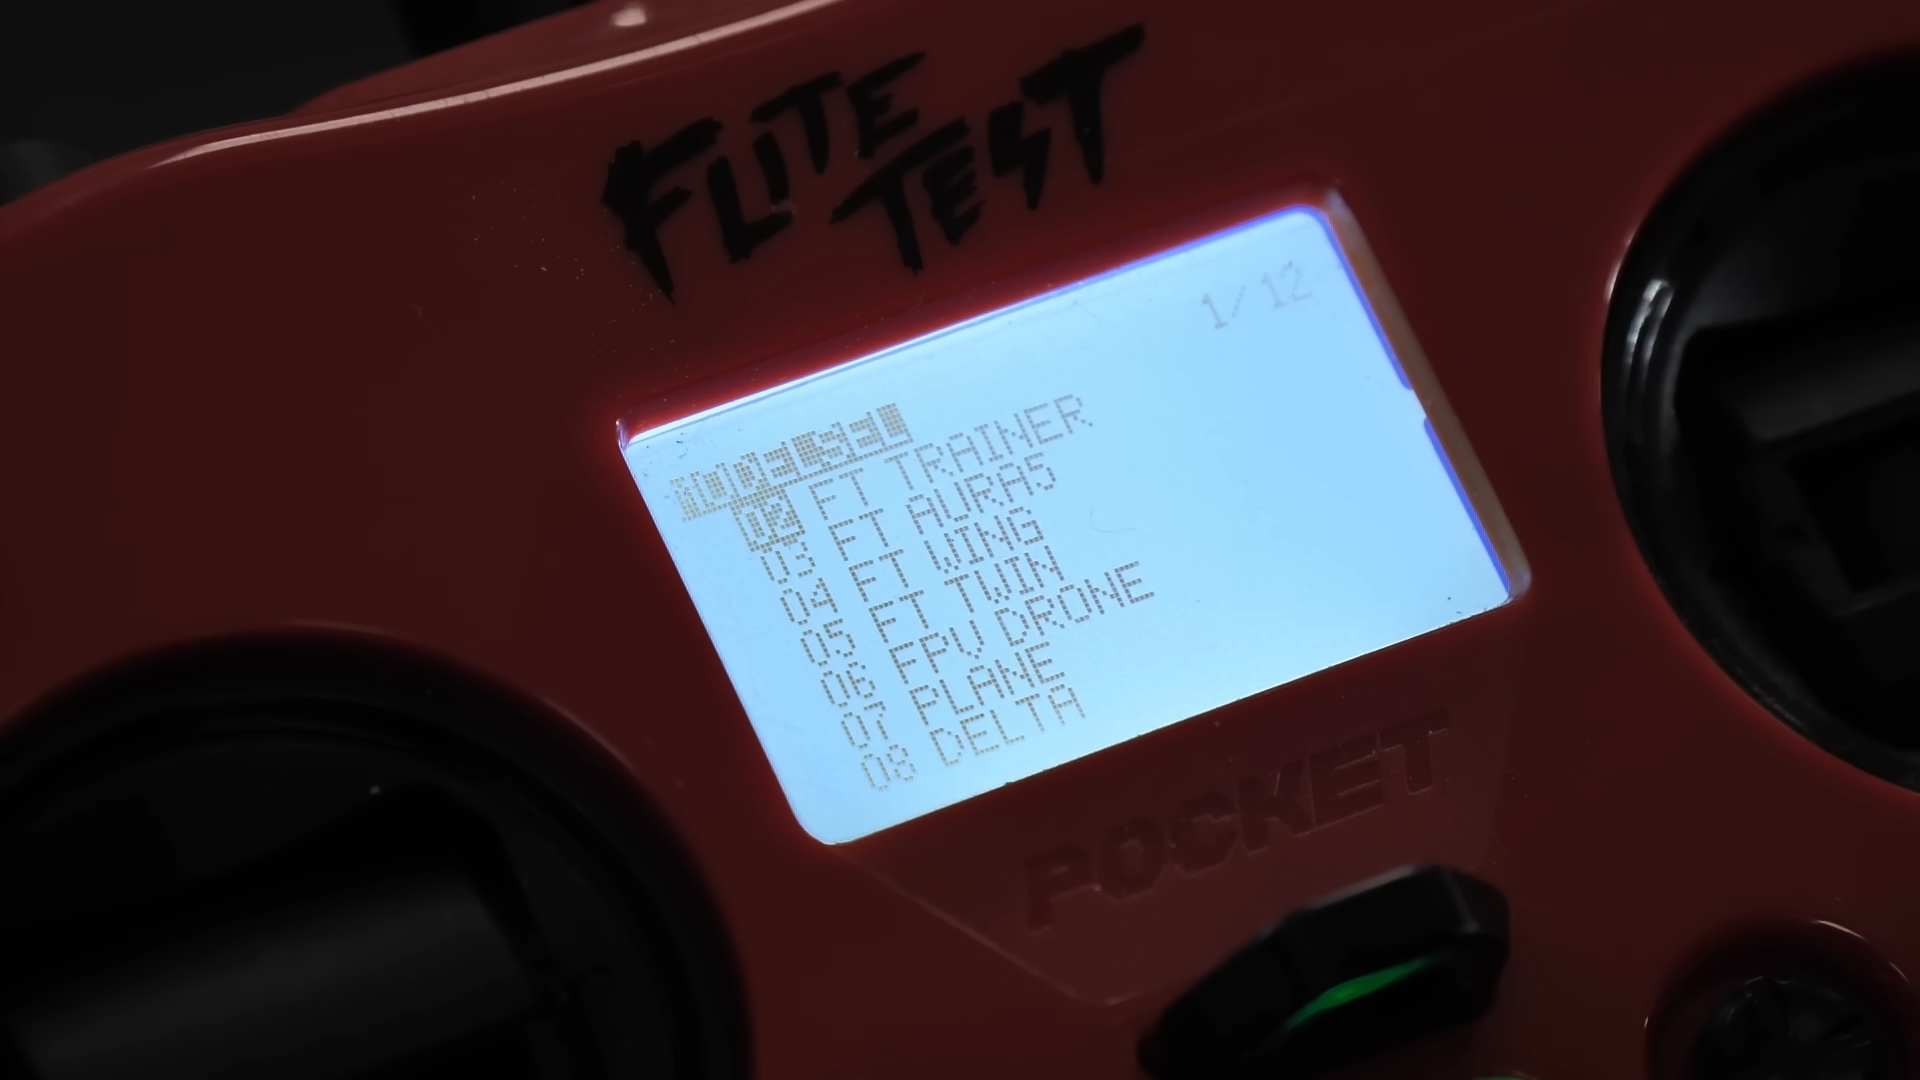 FLITE
TEST
1/12
02 FT TRAINER
03 FT AURA5
04 FT WING
05 FT TWIN
06 FPV DRONE
07 PLANE
08 DELTA
POCKET